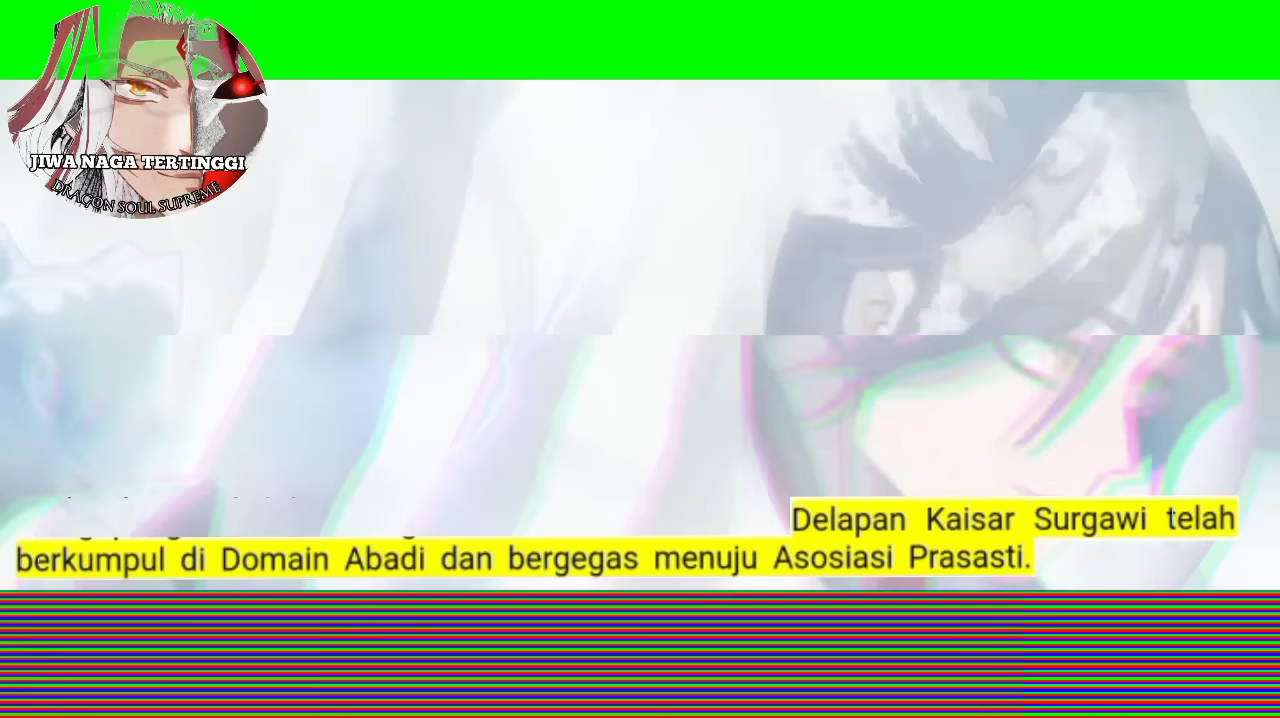 JIWA NAGA TERTINGGI
DRAGON SOUL SUPREME
Delapan Kaisar Surgawi telah
berkumpul di Domain Abadi dan bergegas menuju Asosiasi Prasasti.